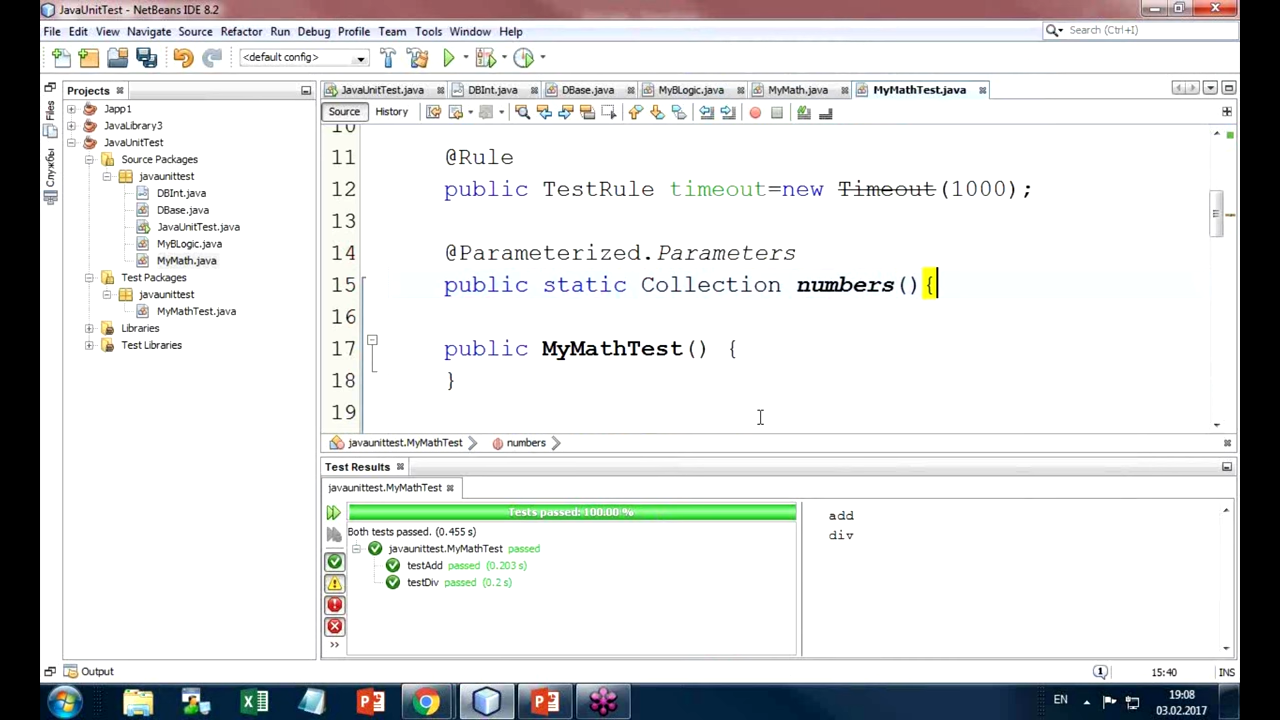 JavaUnitTest - NetBeans IDE 8.2
File Edit View Navigate Source Refactor Run Debug Profile Team Tools Window Help
Search (Ctrl+I)
<default config>
Projects
JavaUnitTest.java DBInt.java DBase.java MyBLogic.java MyMath.java MyMathTest.java
Files
Службы
Source History
Japp1
JavaLibrary3
JavaUnitTest
Source Packages
javaunittest
DBInt.java
DBase.java
JavaUnitTest.java
MyBLogic.java
MyMath.java
Test Packages
javaunittest
MyMathTest.java
Libraries
Test Libraries
10
11 @Rule
12 public TestRule timeout=new Timeout(1000);
13
14 @Parameterized.Parameters
15 public static Collection numbers(){
16
17 public MyMathTest() {
18 }
19
javaunittest.MyMathTest numbers
Test Results
javaunittest.MyMathTest
Tests passed: 100.00 %
Both tests passed. (0.455 s)
javaunittest.MyMathTest passed
testAdd passed (0.203 s)
testDiv passed (0.2 s)
add
div
Output
1
15:40 INS
EN
19:08
03.02.2017